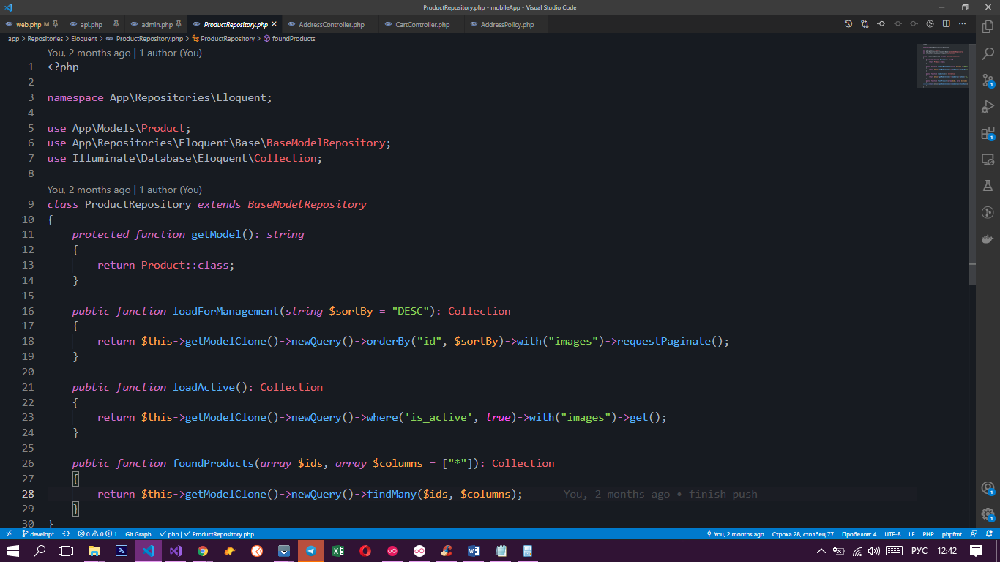 ProductRepository.php - mobileApp - Visual Studio Code
web.php M api.php admin.php ProductRepository.php AddressController.php CartController.php AddressPolicy.php
app > Repositories > Eloquent > ProductRepository.php > ProductRepository > foundProducts
You, 2 months ago | 1 author (You)
1 <?php
2
3 namespace App\Repositories\Eloquent;
4
5 use App\Models\Product;
6 use App\Repositories\Eloquent\Base\BaseModelRepository;
7 use Illuminate\Database\Eloquent\Collection;
8
You, 2 months ago | 1 author (You)
9 class ProductRepository extends BaseModelRepository
10 {
11     protected function getModel(): string
12     {
13         return Product::class;
14     }
15
16     public function loadForManagement(string $sortBy = "DESC"): Collection
17     {
18         return $this->getModelClone()->newQuery()->orderBy("id", $sortBy)->with("images")->requestPaginate();
19     }
20
21     public function loadActive(): Collection
22     {
23         return $this->getModelClone()->newQuery()->where('is_active', true)->with("images")->get();
24     }
25
26     public function foundProducts(array $ids, array $columns = ["*"]): Collection
27     {
28         return $this->getModelClone()->newQuery()->findMany($ids, $columns); You, 2 months ago • finish push
29     }
30 }
develop* 0 0 1 Git Graph php | ProductRepository.php You, 2 months ago Строка 28, столбец 77 Пробелов: 4 UTF-8 LF PHP phpfmt
РУС 12:42